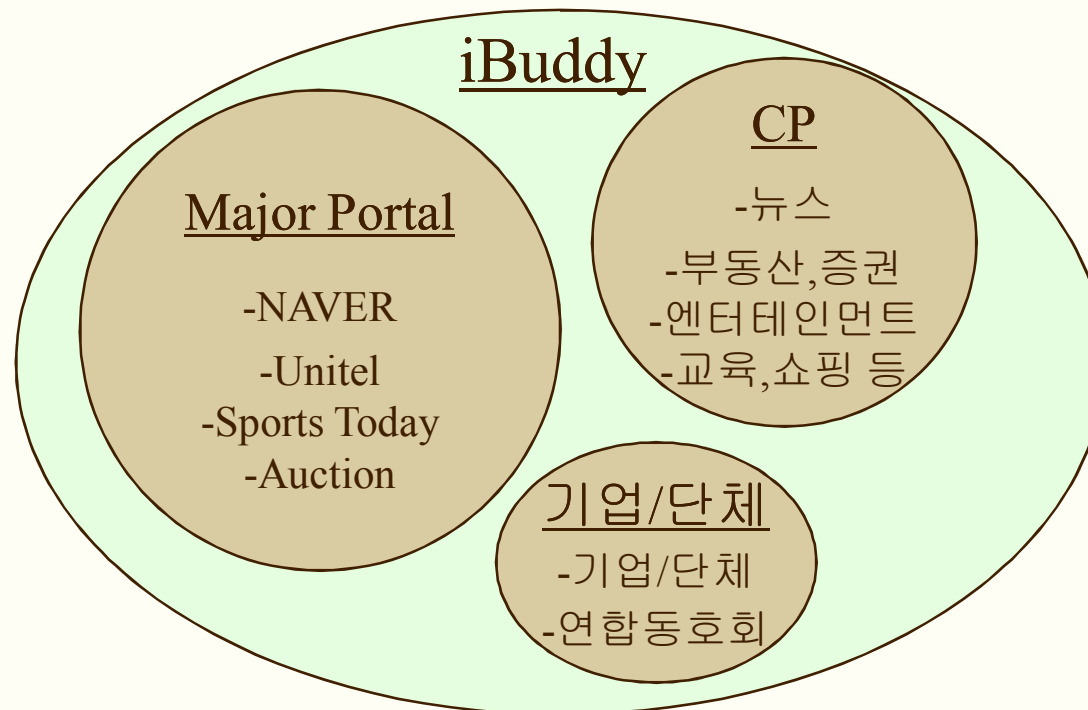 iBuddy
Major Portal
-NAVER
-Unitel
-Sports Today
-Auction
CP
-뉴스
-부동산,증권
-엔터테인먼트
-교육,쇼핑 등
기업/단체
-기업/단체
-연합동호회